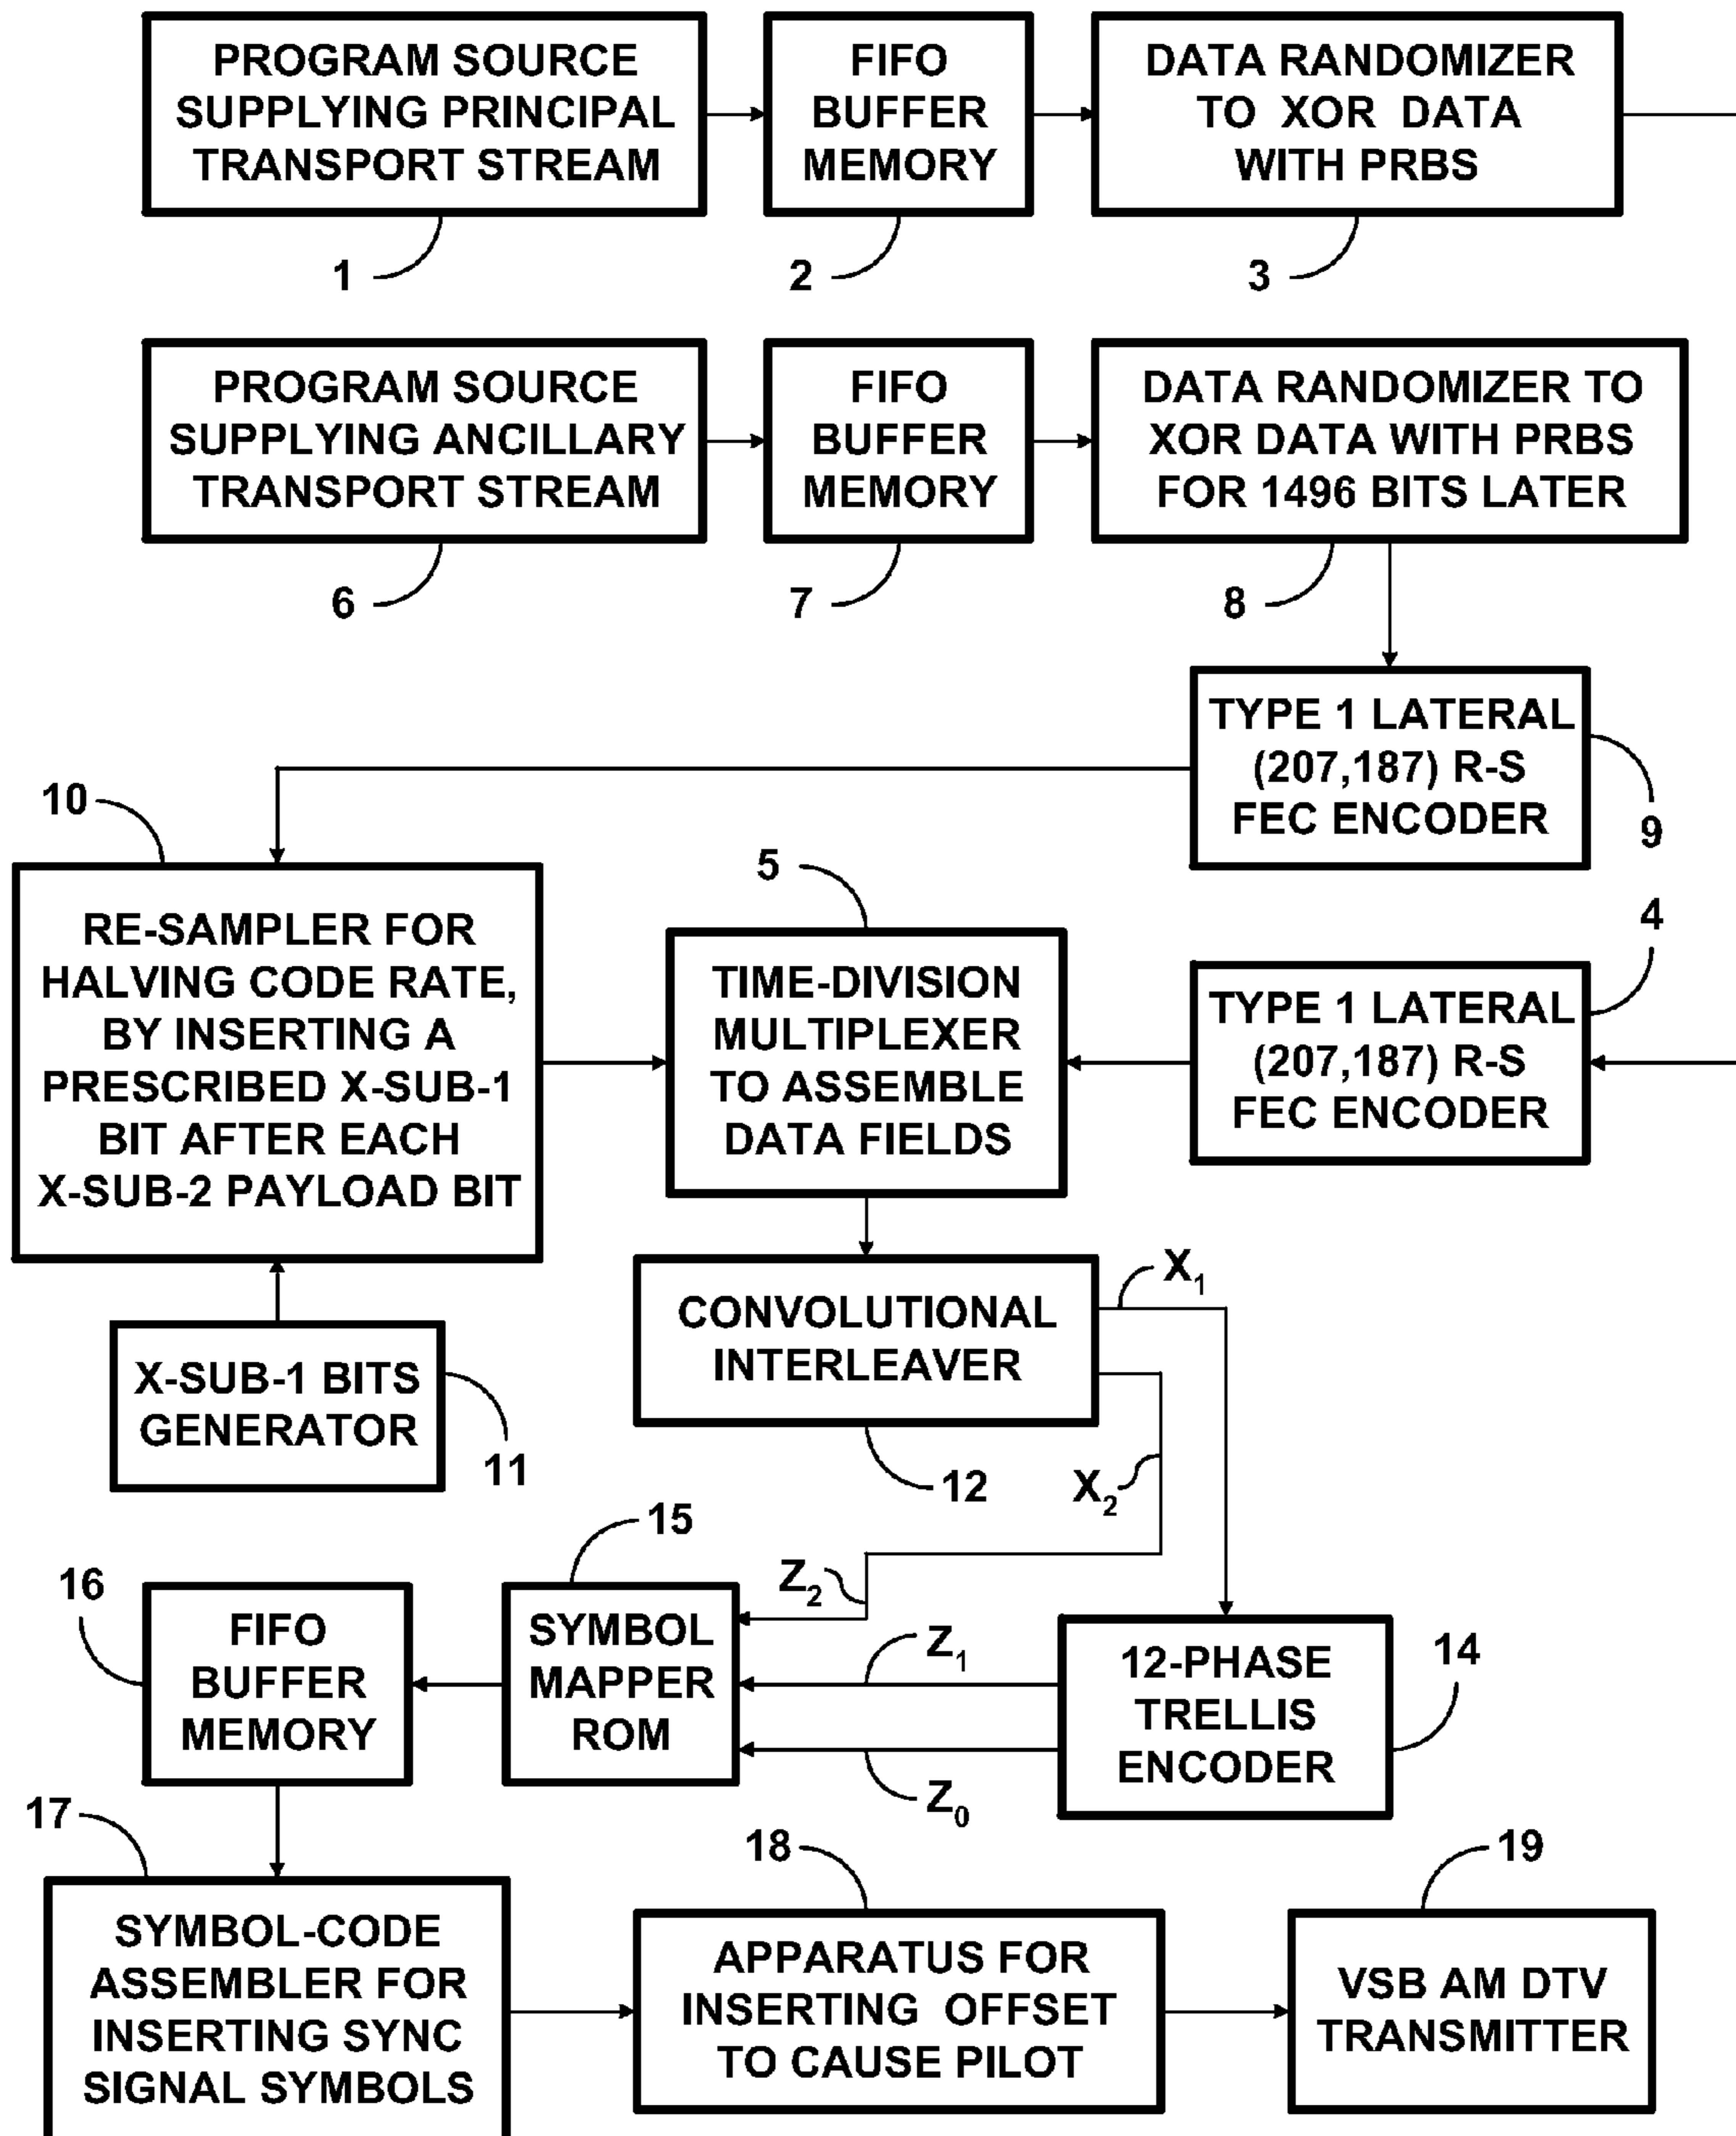 PROGRAM SOURCE
SUPPLYING PRINCIPAL
TRANSPORT STREAM
1
FIFO
BUFFER
MEMORY
2
DATA RANDOMIZER
TO XOR DATA
WITH PRBS
3
PROGRAM SOURCE
SUPPLYING ANCILLARY
TRANSPORT STREAM
6
FIFO
BUFFER
MEMORY
7
DATA RANDOMIZER TO
XOR DATA WITH PRBS
FOR 1496 BITS LATER
8
TYPE 1 LATERAL
(207,187) R-S
FEC ENCODER
9
10
RE-SAMPLER FOR
HALVING CODE RATE,
BY INSERTING A
PRESCRIBED X-SUB-1
BIT AFTER EACH
X-SUB-2 PAYLOAD BIT
5
TIME-DIVISION
MULTIPLEXER
TO ASSEMBLE
DATA FIELDS
4
TYPE 1 LATERAL
(207,187) R-S
FEC ENCODER
X-SUB-1 BITS
GENERATOR
11
CONVOLUTIONAL
INTERLEAVER
12
X₁
X₂
15
16
FIFO
BUFFER
MEMORY
SYMBOL
MAPPER
ROM
Z₂
Z₁
Z₀
12-PHASE
TRELLIS
ENCODER
14
17
SYMBOL-CODE
ASSEMBLER FOR
INSERTING SYNC
SIGNAL SYMBOLS
18
APPARATUS FOR
INSERTING OFFSET
TO CAUSE PILOT
19
VSB AM DTV
TRANSMITTER